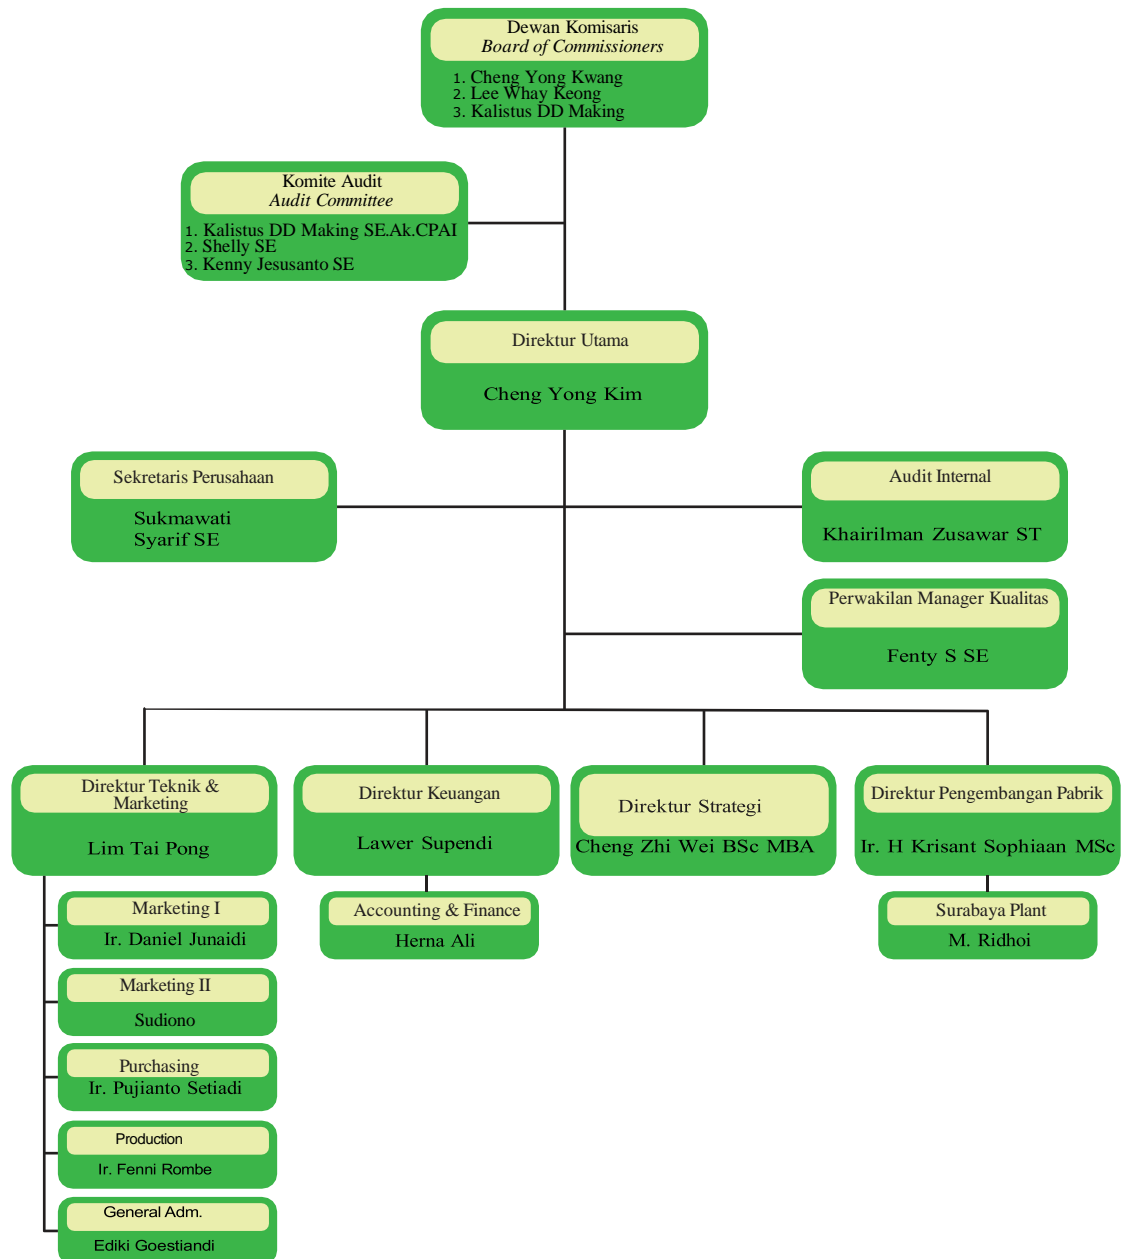 Dewan Komisaris
Board of Commissioners
1. Cheng Yong Kwang
2. Lee Whay Keong
3. Kalistus DD Making
Komite Audit
Audit Committee
1. Kalistus DD Making SE.Ak.CPAI
2. Shelly SE
3. Kenny Jesusanto SE
Direktur Utama
Cheng Yong Kim
Sekretaris Perusahaan
Sukmawati
Syarif SE
Audit Internal
Khairilman Zusawar ST
Perwakilan Manager Kualitas
Fenty S SE
Direktur Teknik &
Marketing
Lim Tai Pong
Direktur Keuangan
Lawer Supendi
Direktur Strategi
Cheng Zhi Wei BSc MBA
Direktur Pengembangan Pabrik
Ir. H Krisant Sophiaan MSc
Marketing I
Ir. Daniel Junaidi
Accounting & Finance
Herna Ali
Surabaya Plant
M. Ridhoi
Marketing II
Sudiono
Purchasing
Ir. Pujianto Setiadi
Production
Ir. Fenni Rombe
General Adm.
Ediki Goestiandi